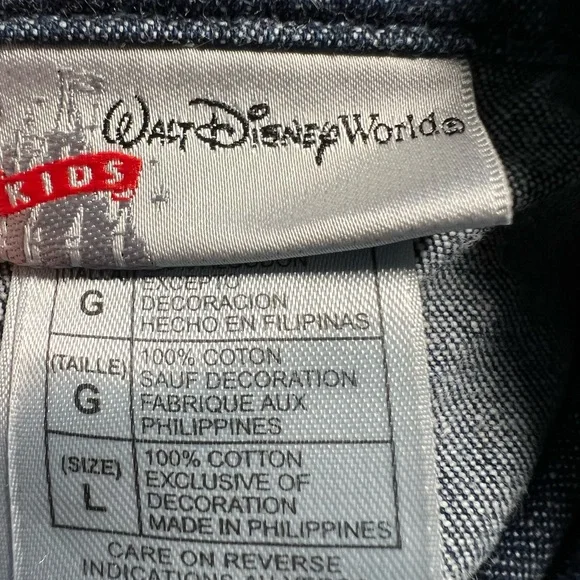 Walt Disney World®
KIDS
G
EXCEPTO
DECORACION
HECHO EN FILIPINAS
(TAILLE)
G
100% COTON
SAUF DECORATION
FABRIQUE AUX
PHILIPPINES
(SIZE)
L
100% COTTON
EXCLUSIVE OF
DECORATION
MADE IN PHILIPPINES
CARE ON REVERSE